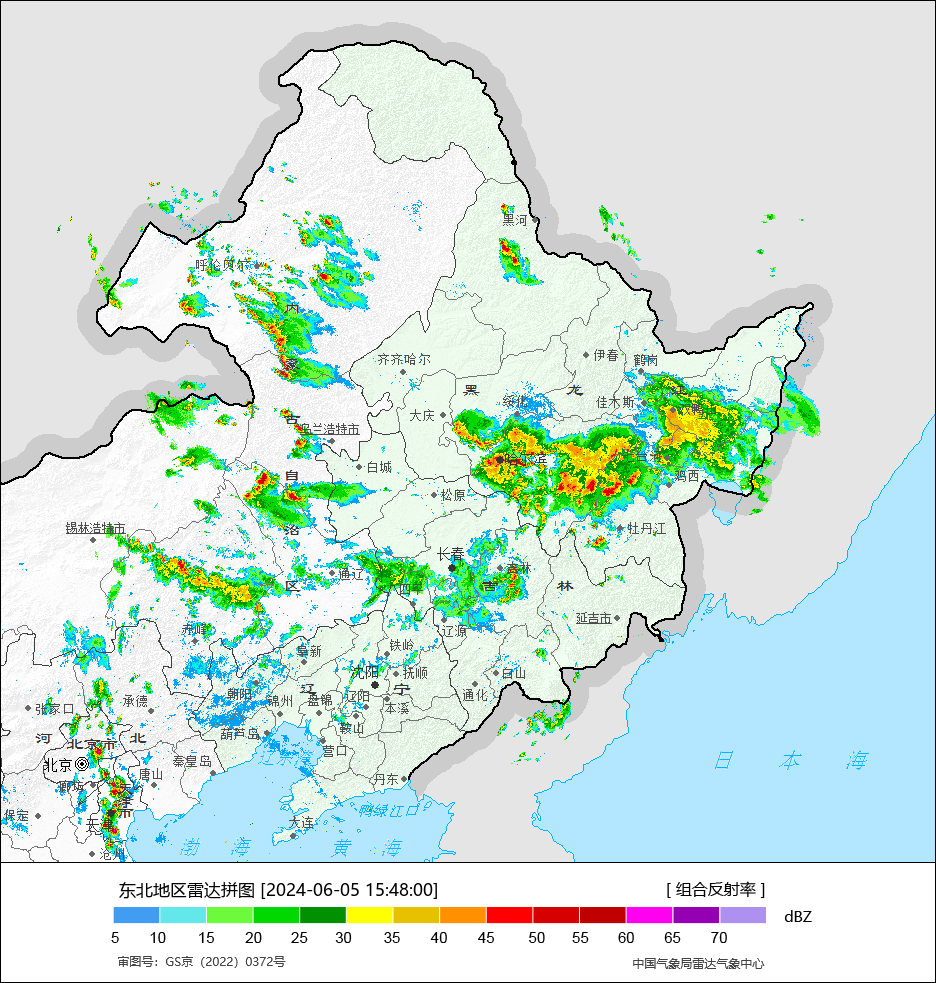 黑河
呼伦贝尔
内
蒙
古
自
治
区
齐齐哈尔
伊春
鹤岗
黑 龙 江
大庆
绥化
佳木斯
双鸭山
乌兰浩特市
哈尔滨
白城
鸡西
松原
锡林浩特市
牡丹江
长春
吉林
通辽
四平
吉 林
延吉市
赤峰
辽源
铁岭
阜新
沈阳
抚顺
白山
朝阳
辽 宁
承德
锦州
盘锦
辽阳
通化
张家口
本溪
鞍山
葫芦岛
河 北
北京市
营口
辽东湾
日 本 海
北京
秦皇岛
唐山
丹东
廊坊
天津市
鸭绿江口
保定
天津
大连
渤 海
黄 海
沧州
东北地区雷达拼图 [2024-06-05 15:48:00]
[ 组合反射率 ]
dBZ
5 10 15 20 25 30 35 40 45 50 55 60 65 70
审图号：GS京（2022）0372号
中国气象局雷达气象中心